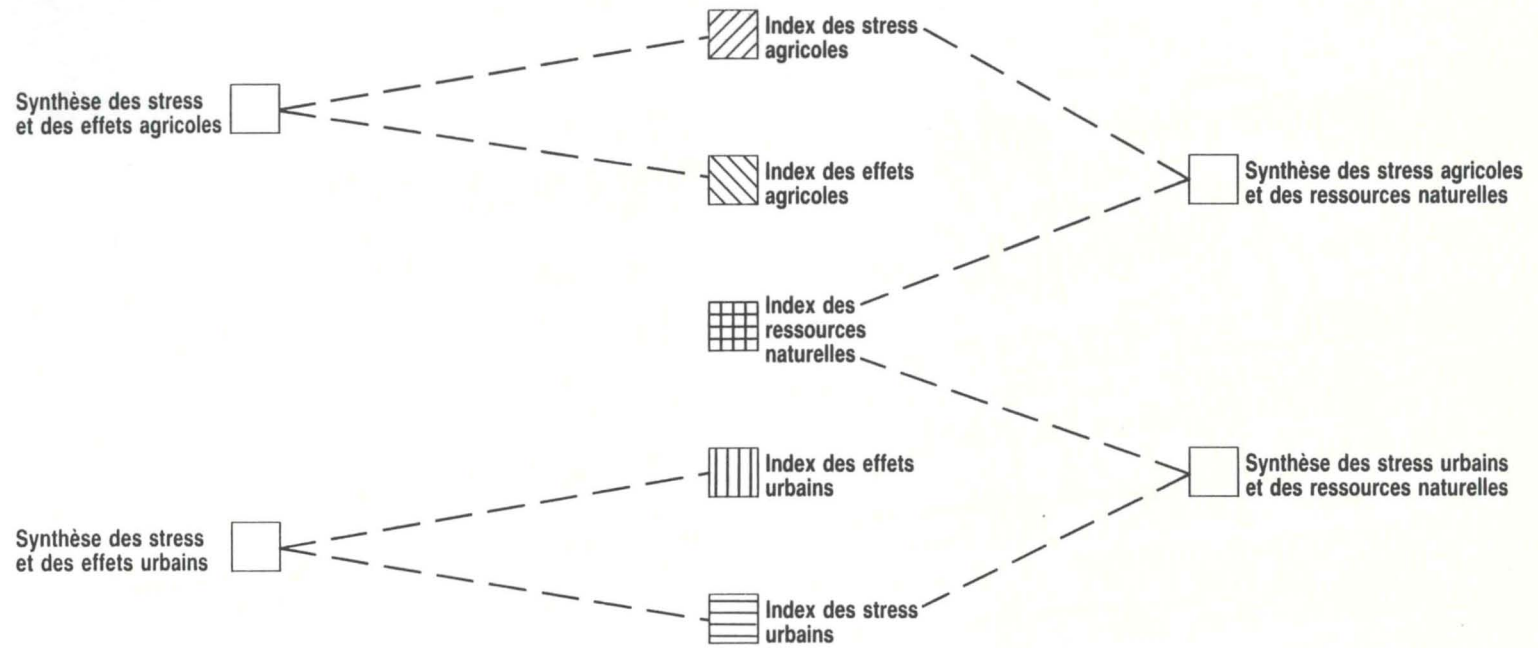 Index des stress
agricoles
Synthèse des stress
et des effets agricoles
Index des effets
agricoles
Synthèse des stress agricoles
et des ressources naturelles
Index des
ressources
naturelles
Index des effets
urbains
Synthèse des stress urbains
et des ressources naturelles
Synthèse des stress
et des effets urbains
Index des stress
urbains